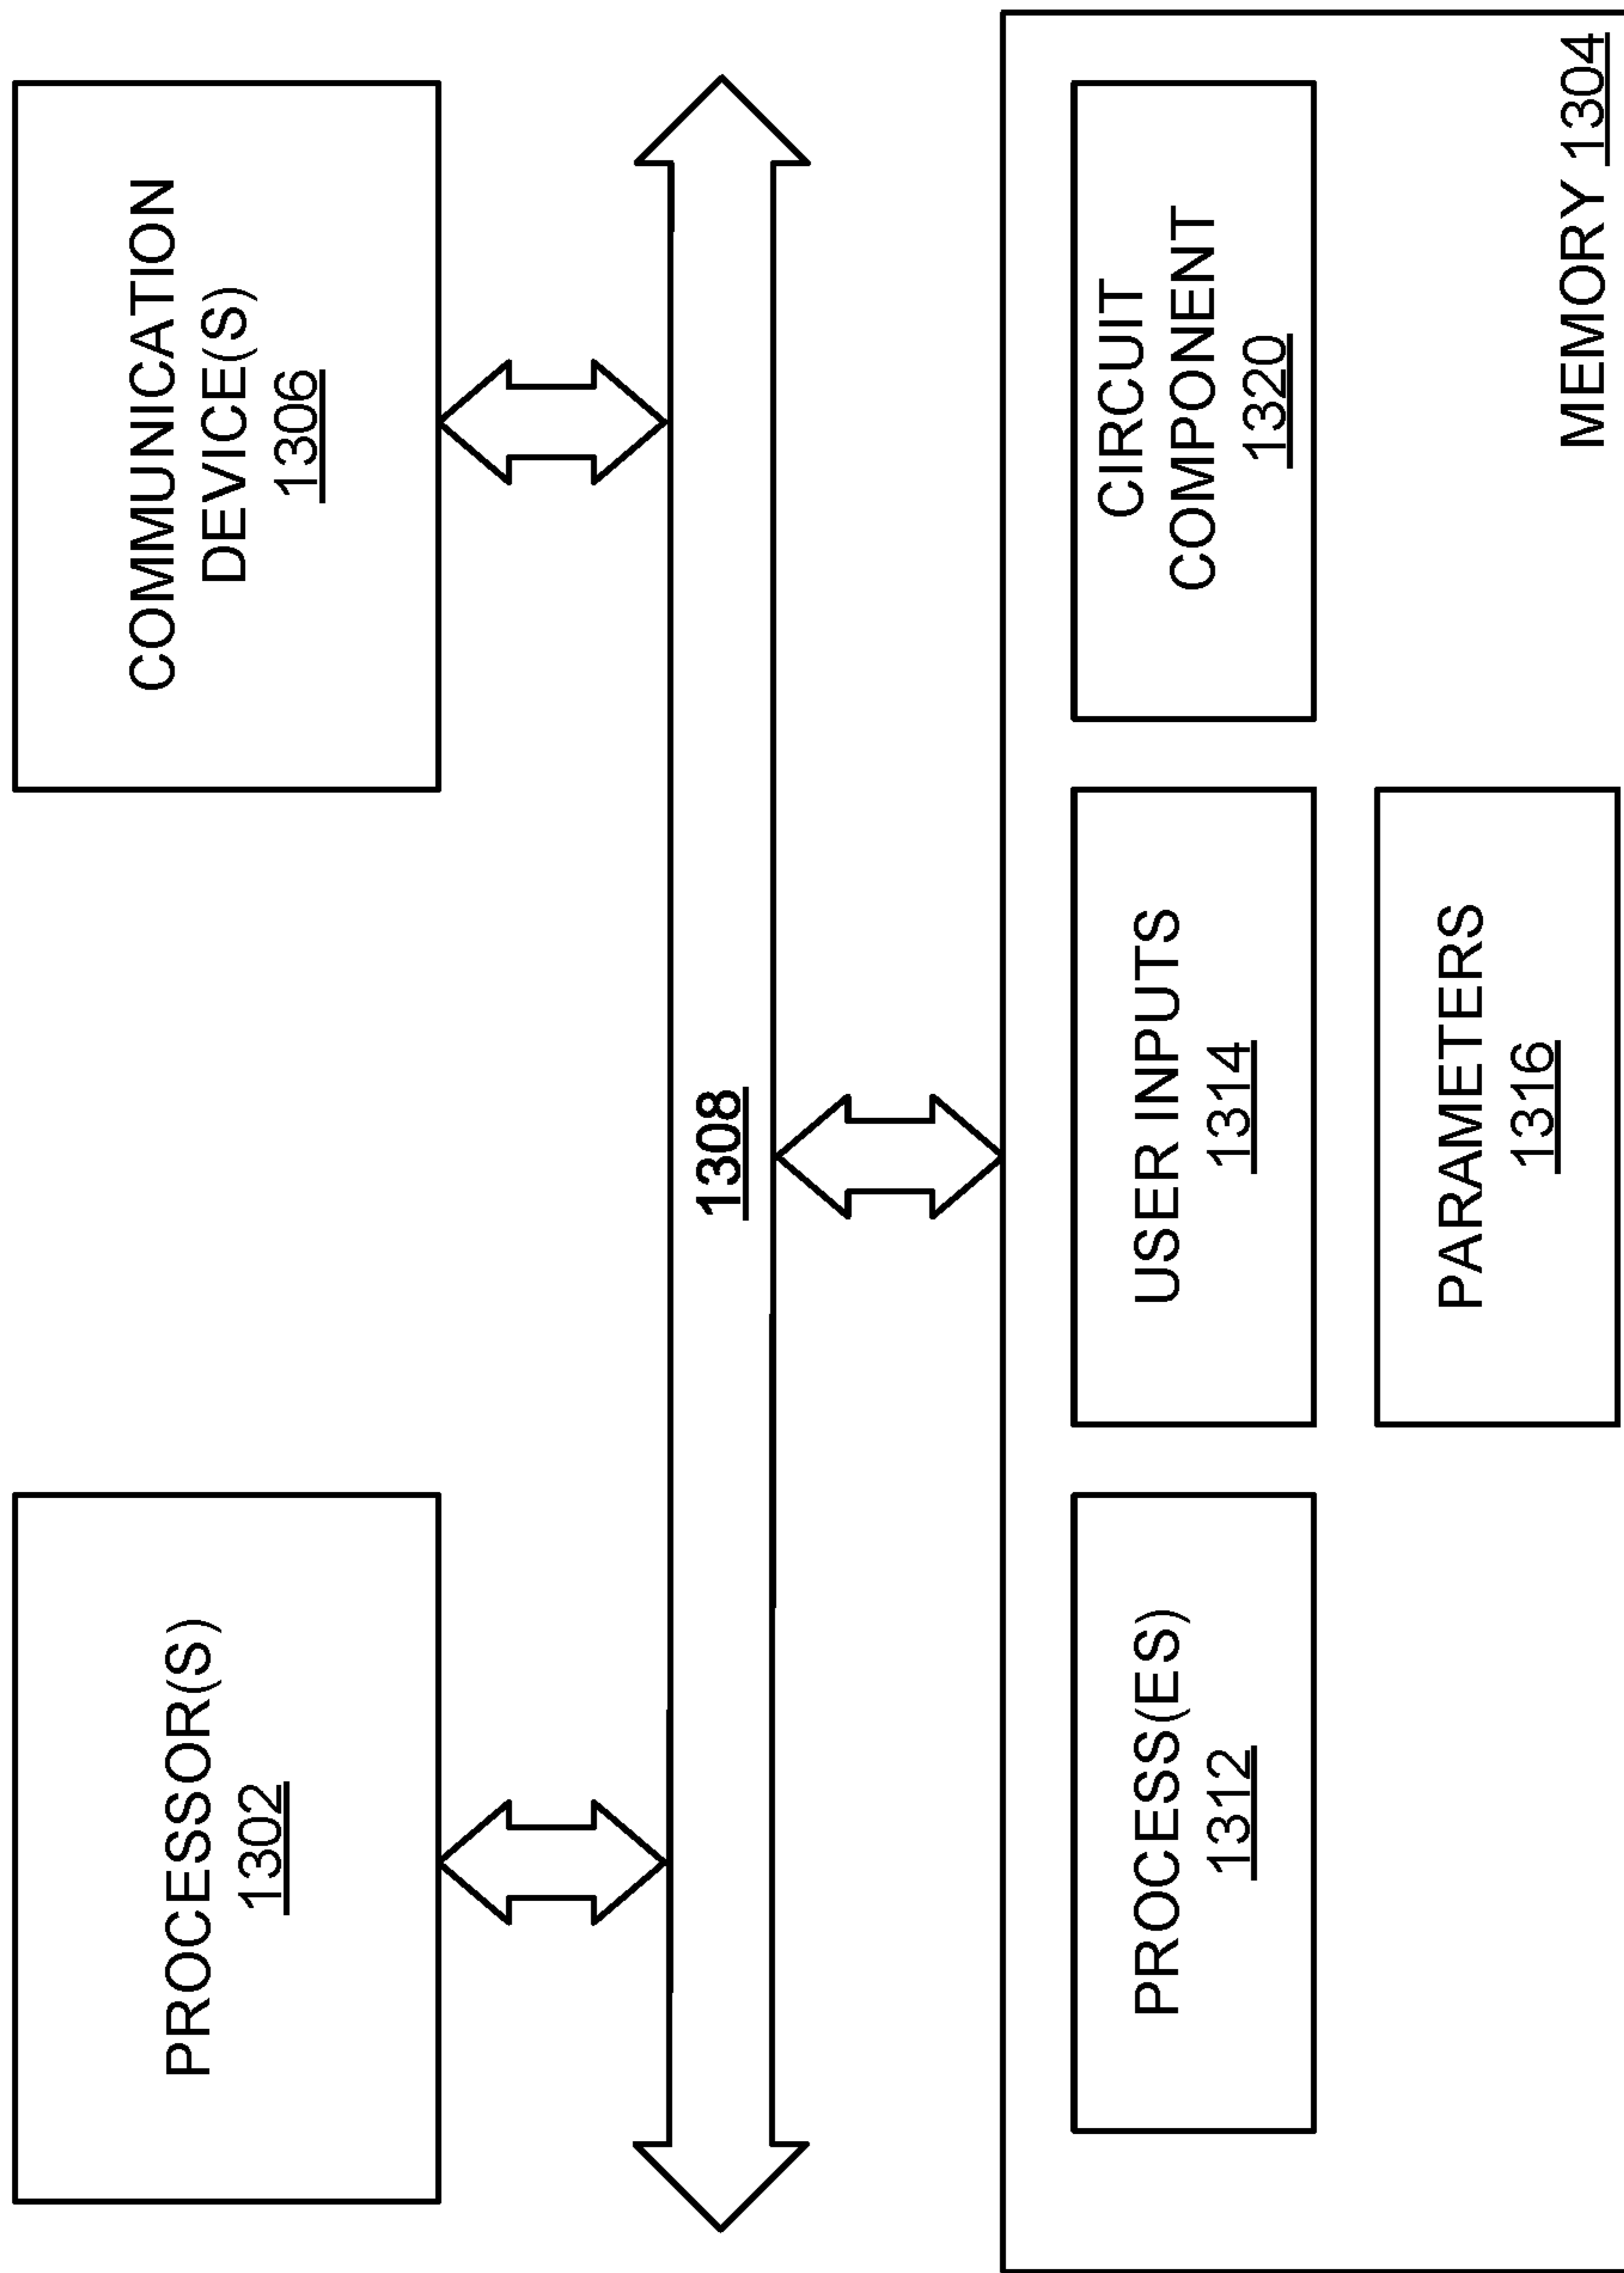 PROCESSOR(S)
1302
COMMUNICATION
DEVICE(S)
1306
1308
PROCESS(ES)
1312
USER INPUTS
1314
CIRCUIT
COMPONENT
1320
PARAMETERS
1316
MEMORY 1304